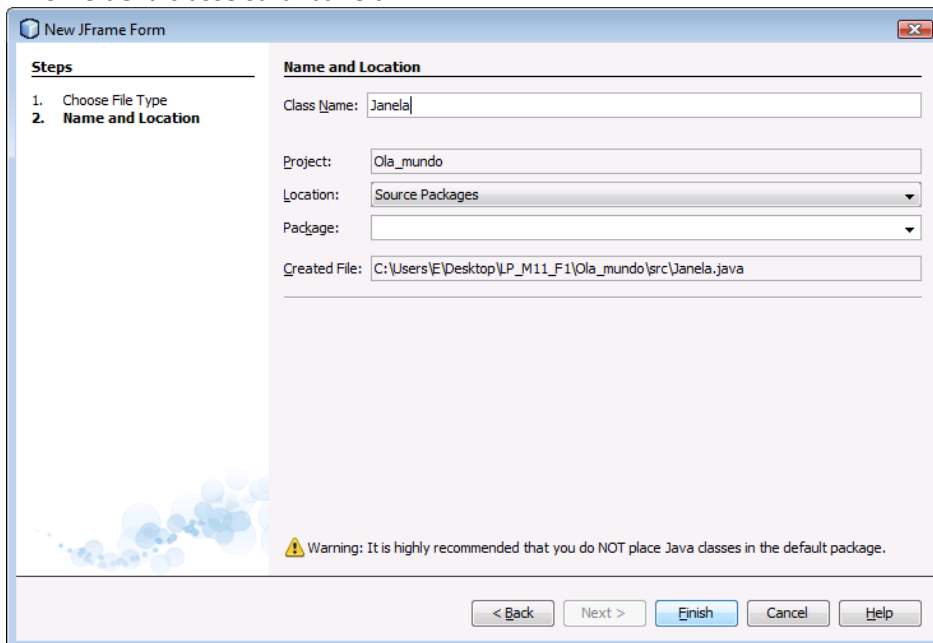 New JFrame Form
Steps
1. Choose File Type
2. Name and Location
Name and Location
Class Name: Janela
Project: Ola_mundo
Location: Source Packages
Package:
Created File: C:\Users\E\Desktop\LP_M11_F1\Ola_mundo\src\Janela.java
Warning: It is highly recommended that you do NOT place Java classes in the default package.
< Back Next > Finish Cancel Help